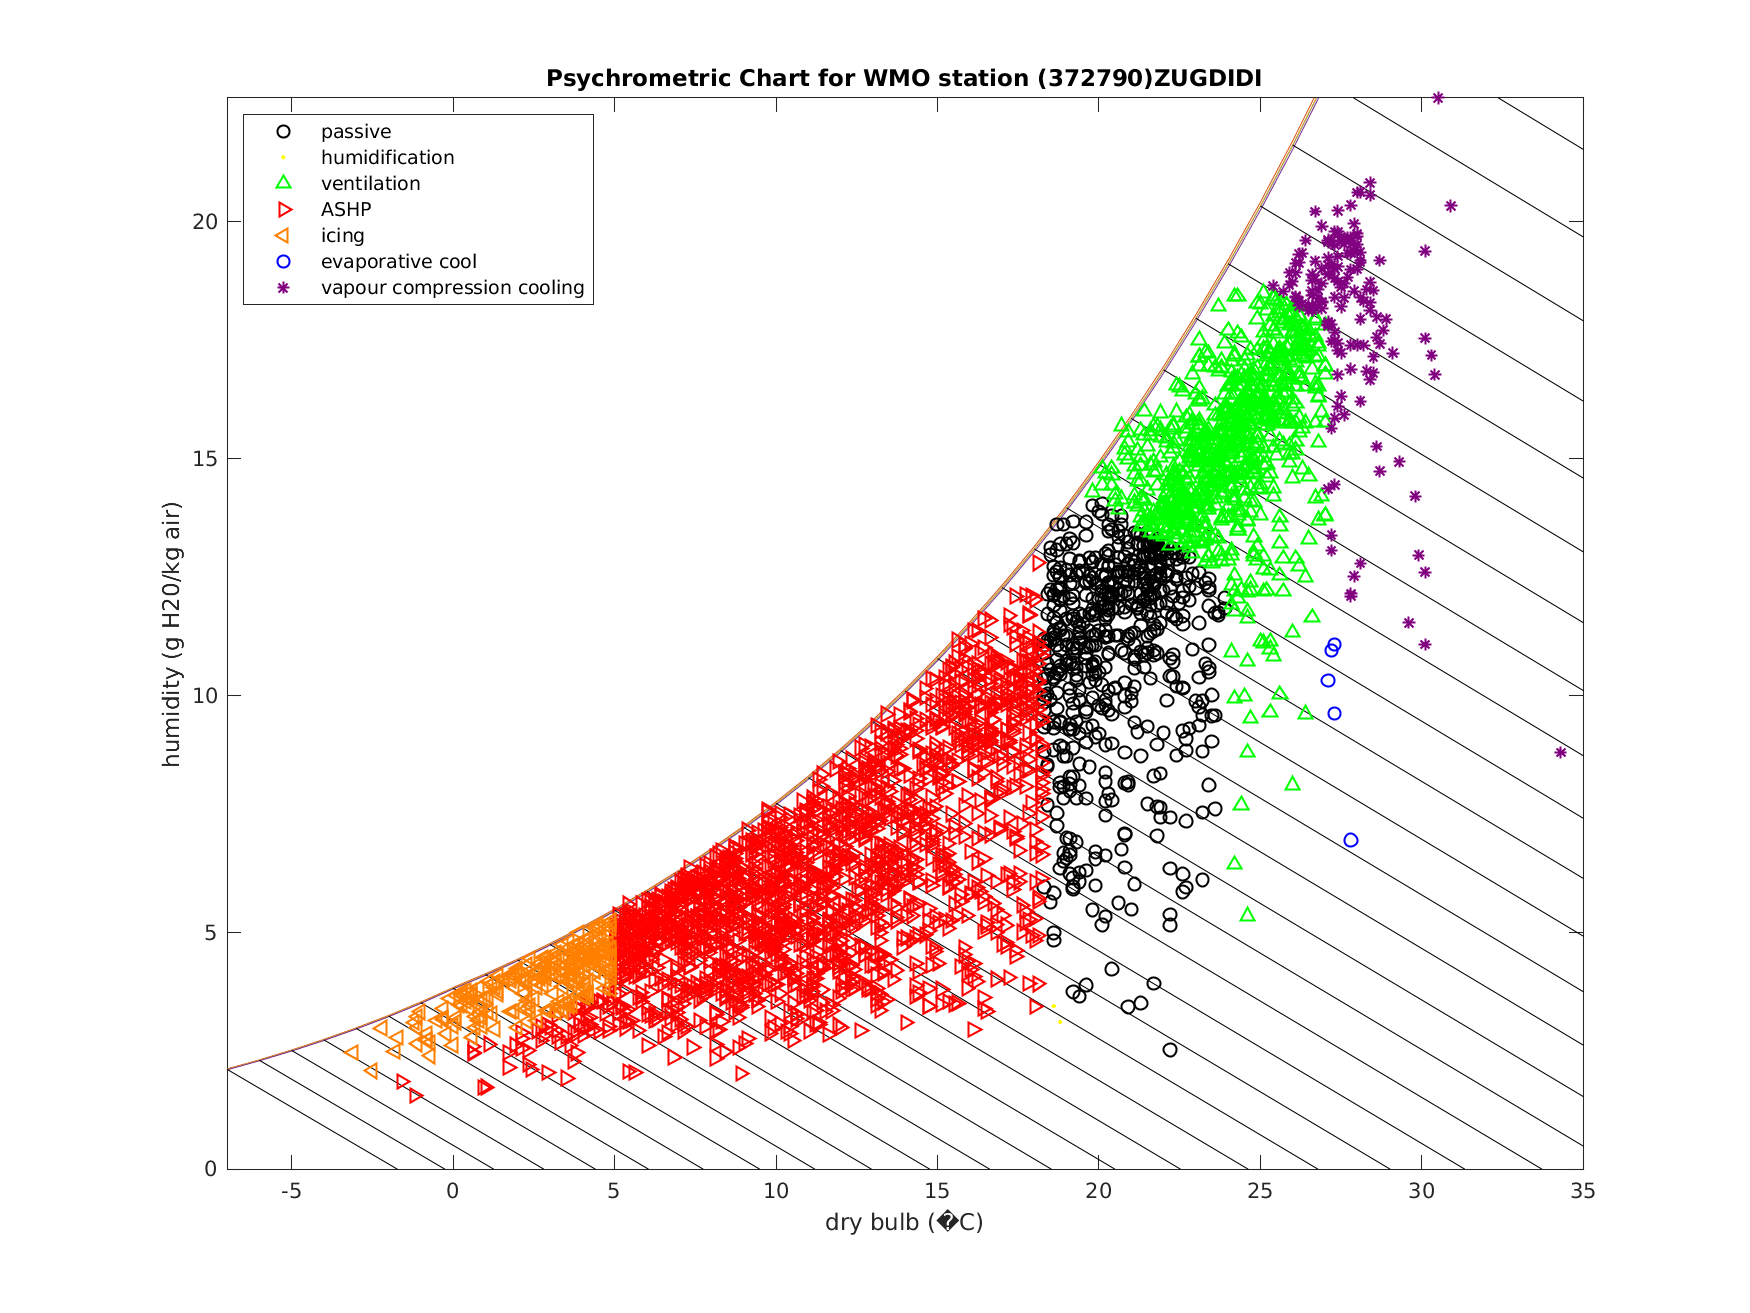 Psychrometric Chart for WMO station (372790)ZUGDIDI
passive
humidification
ventilation
ASHP
icing
evaporative cool
vapour compression cooling
humidity (g H20/kg air)
20
15
10
5
0
-5
0
5
10
15
20
25
30
35
dry bulb (�C)